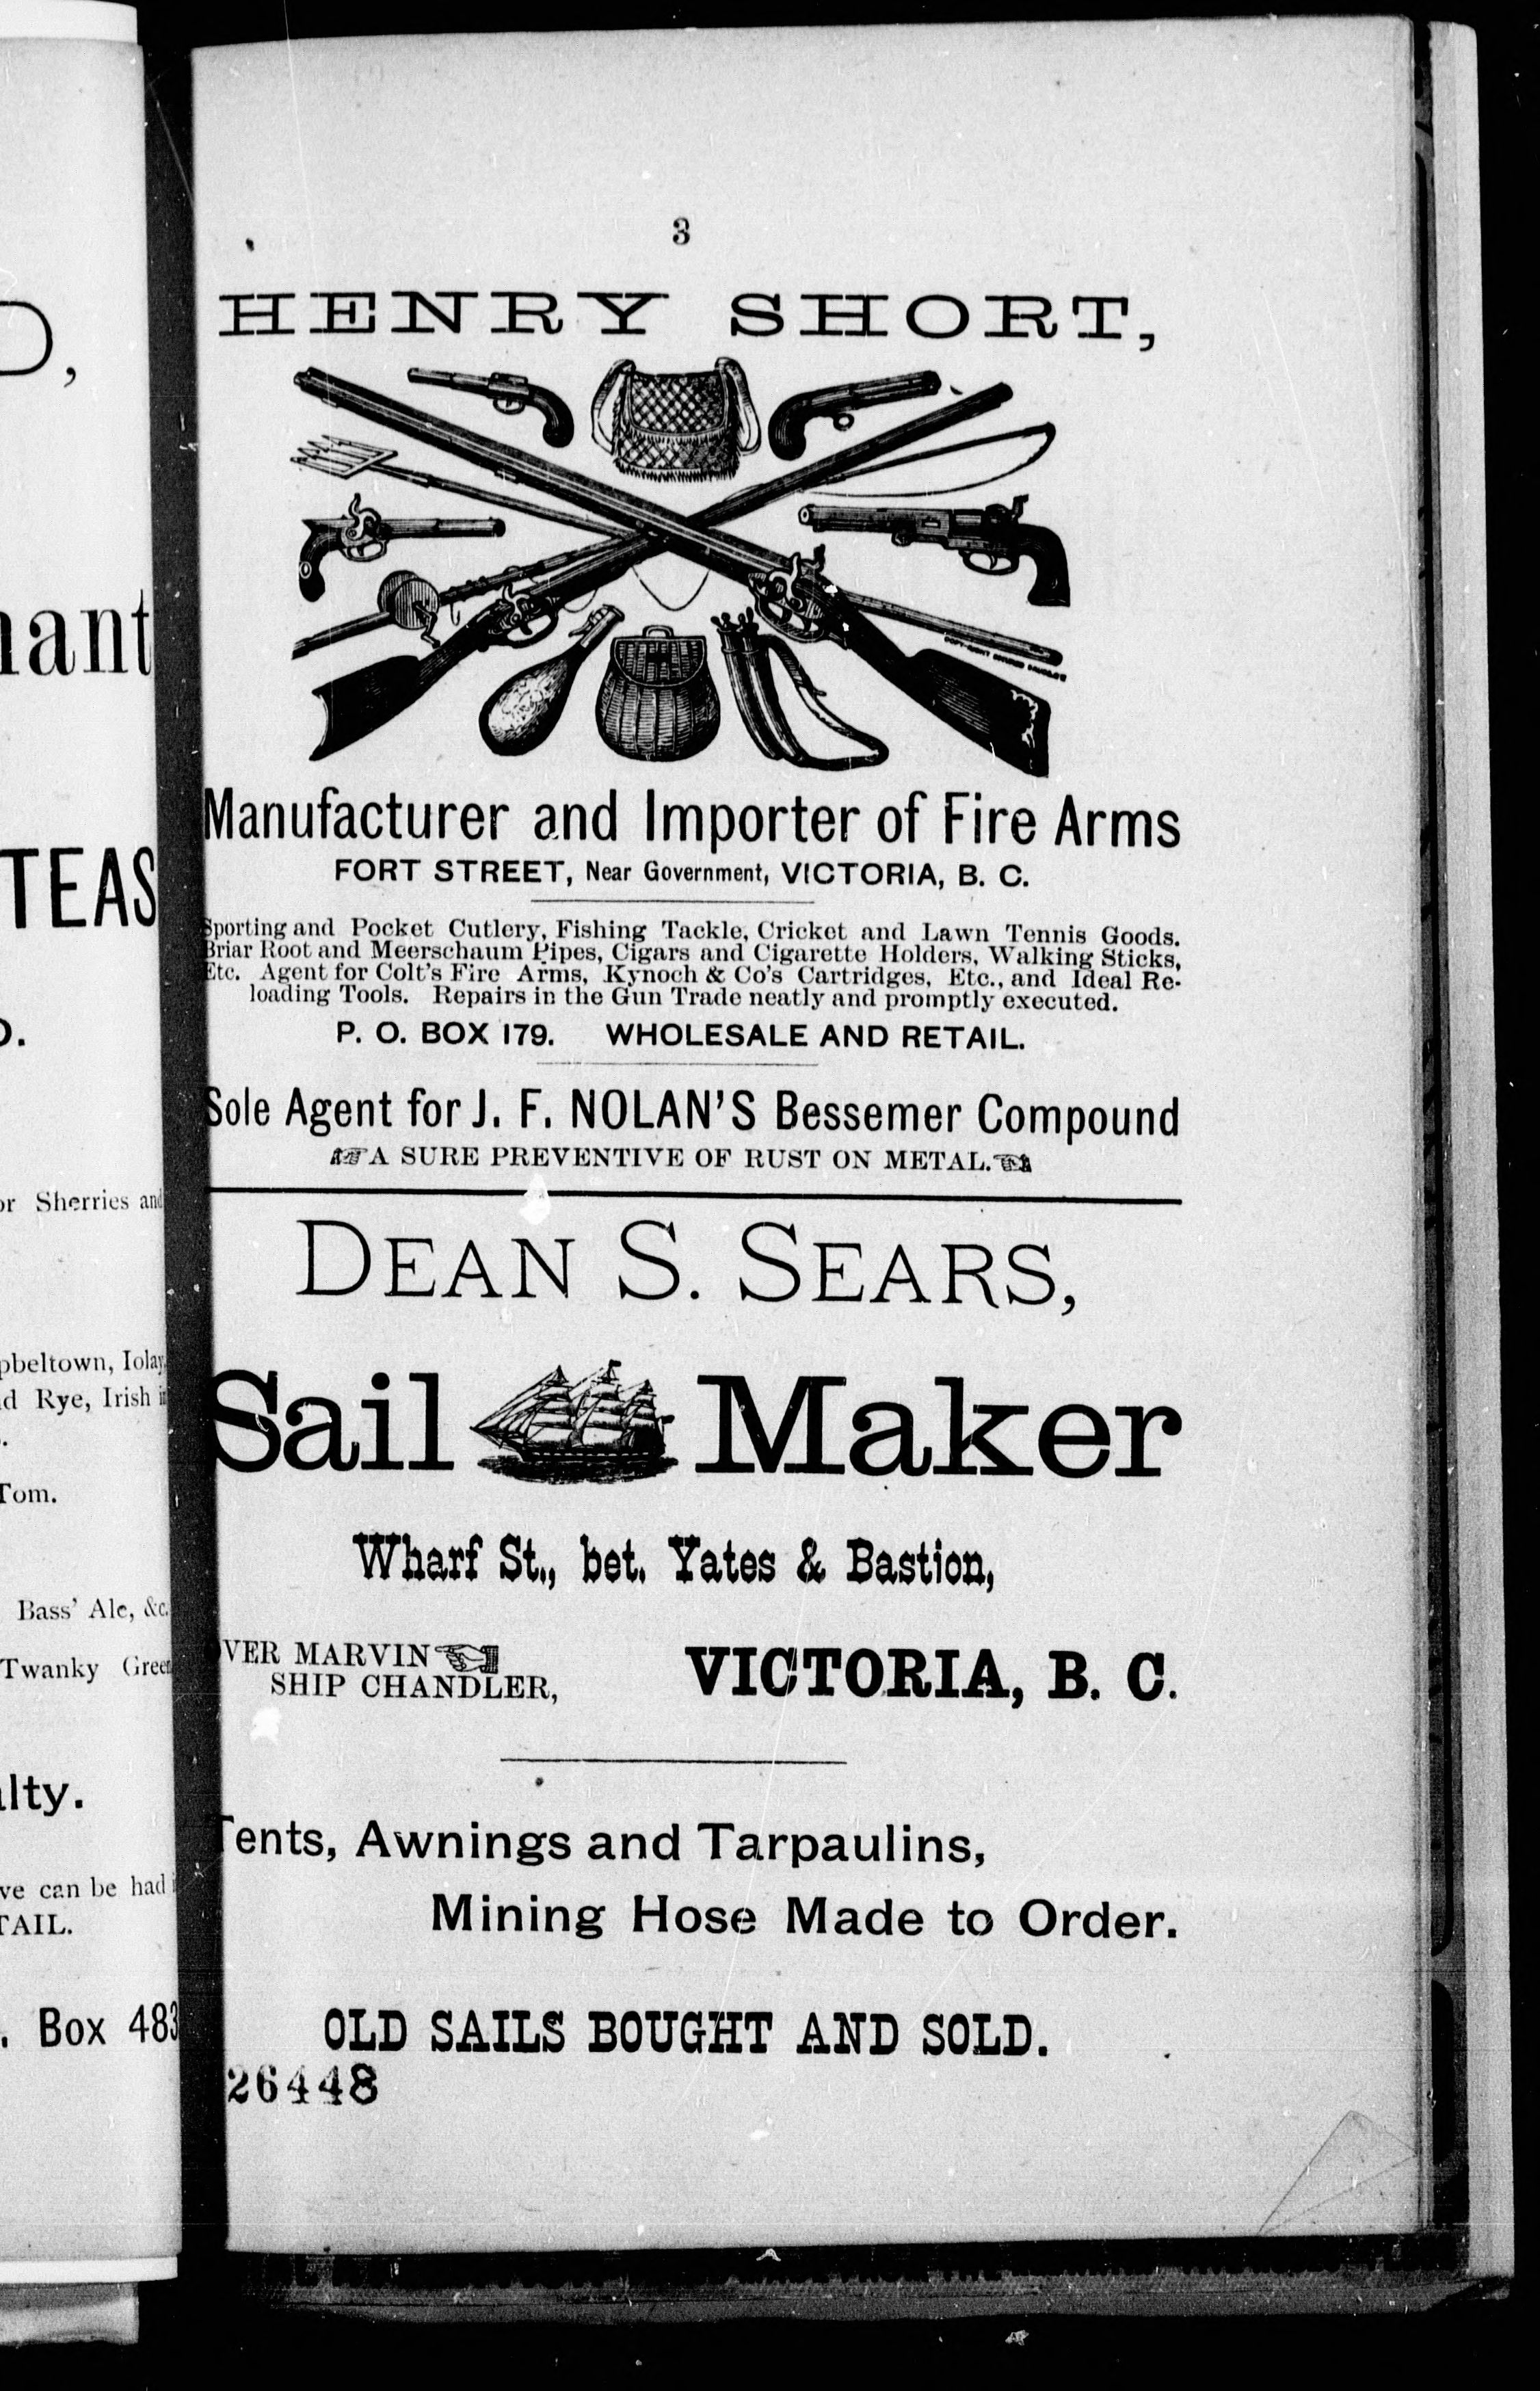 D,
hant
TEAS
O.
or Sherries and
pbeltown, Iolay,
d Rye, Irish
Tom.
Bass' Ale, &c.
Twanky Green
alty.
ve can be had
TAIL.
. Box 483
3
HENRY SHORT,
Manufacturer and Importer of Fire Arms
FORT STREET, Near Government, VICTORIA, B. C.
Sporting and Pocket Cutlery, Fishing Tackle, Cricket and Lawn Tennis Goods.
Briar Root and Meerschaum Pipes, Cigars and Cigarette Holders, Walking Sticks,
Etc. Agent for Colt's Fire Arms, Kynoch & Co's Cartridges, Etc., and Ideal Re-
loading Tools. Repairs in the Gun Trade neatly and promptly executed.
P. O. BOX 179. WHOLESALE AND RETAIL.
Sole Agent for J. F. NOLAN'S Bessemer Compound
A SURE PREVENTIVE OF RUST ON METAL.
DEAN S. SEARS,
Sail Maker
Wharf St., bet. Yates & Bastion,
OVER MARVIN
SHIP CHANDLER,
VICTORIA, B. C.
Tents, Awnings and Tarpaulins,
Mining Hose Made to Order.
OLD SAILS BOUGHT AND SOLD.
26448